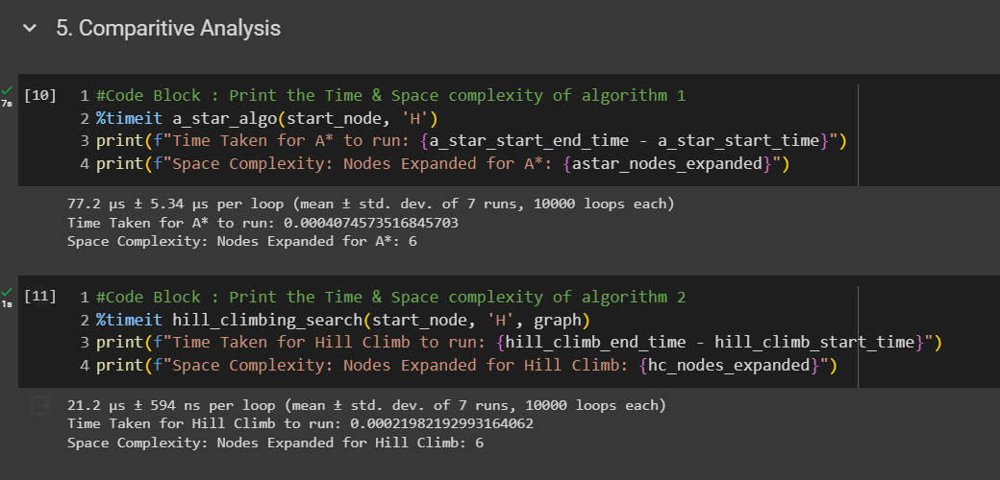 5. Comparitive Analysis
7s
[10]
1 #Code Block : Print the Time & Space complexity of algorithm 1
2 %timeit a_star_algo(start_node, 'H')
3 print(f"Time Taken for A* to run: {a_star_start_end_time - a_star_start_time}")
4 print(f"Space Complexity: Nodes Expanded for A*: {astar_nodes_expanded}")
77.2 µs ± 5.34 µs per loop (mean ± std. dev. of 7 runs, 10000 loops each)
Time Taken for A* to run: 0.0004074573516845703
Space Complexity: Nodes Expanded for A*: 6
1s
[11]
1 #Code Block : Print the Time & Space complexity of algorithm 2
2 %timeit hill_climbing_search(start_node, 'H', graph)
3 print(f"Time Taken for Hill Climb to run: {hill_climb_end_time - hill_climb_start_time}")
4 print(f"Space Complexity: Nodes Expanded for Hill Climb: {hc_nodes_expanded}")
21.2 µs ± 594 ns per loop (mean ± std. dev. of 7 runs, 10000 loops each)
Time Taken for Hill Climb to run: 0.00021982192993164062
Space Complexity: Nodes Expanded for Hill Climb: 6